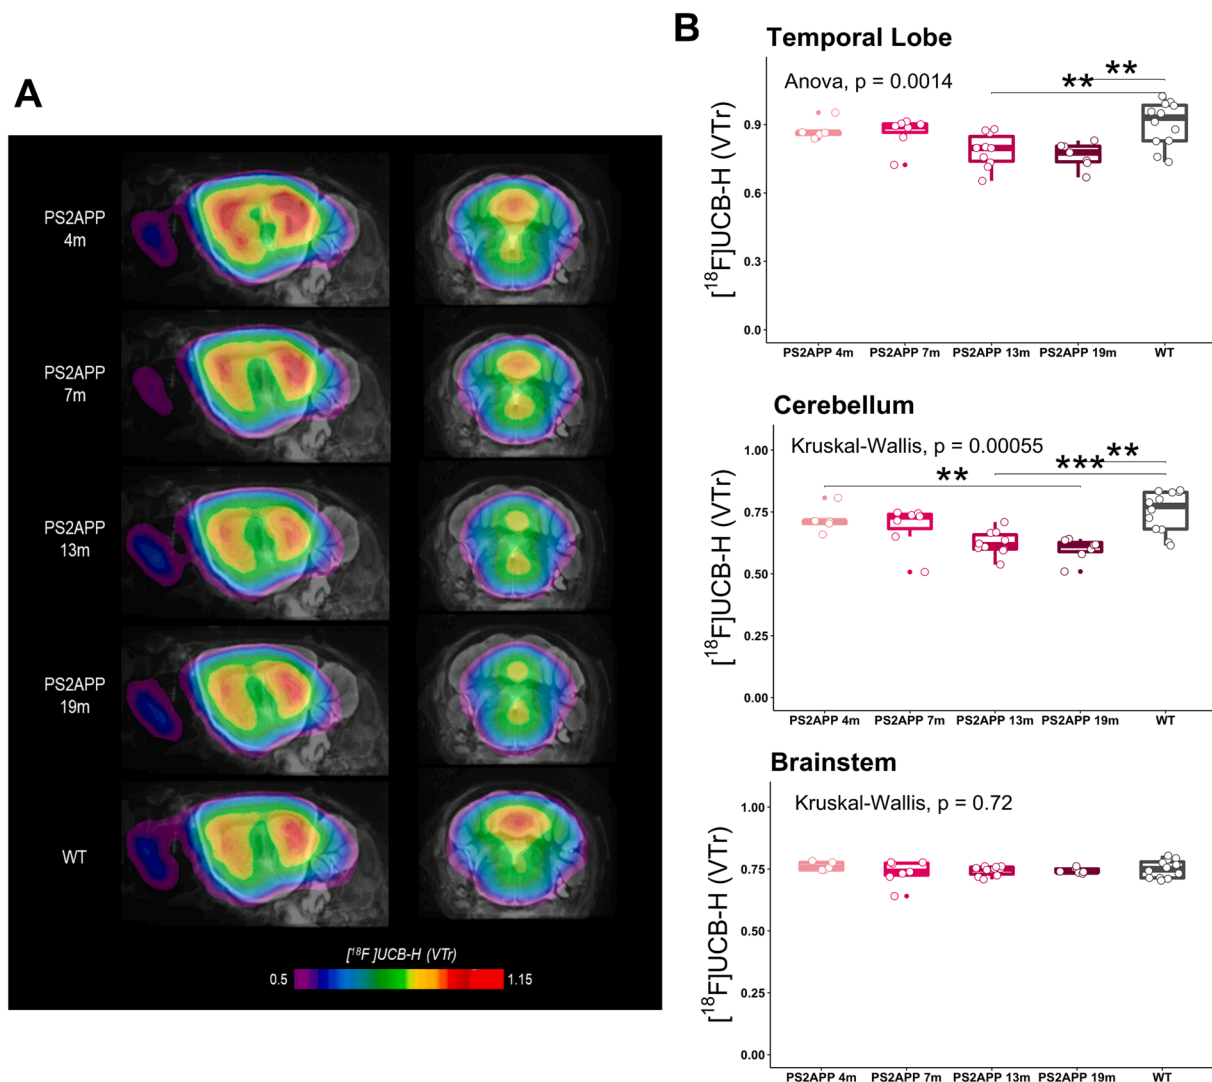 A
PS2APP
4m
PS2APP
7m
PS2APP
13m
PS2APP
19m
WT
[¹⁸F ]UCB-H (VTr)
0.5
1.15
B
Temporal Lobe
Anova, p = 0.0014
**
**
[¹⁸F]UCB-H (VTr)
0.9
0.6
0.3
0.0
PS2APP 4m
PS2APP 7m
PS2APP 13m
PS2APP 19m
WT
Cerebellum
Kruskal-Wallis, p = 0.00055
**
***
**
[¹⁸F]UCB-H (VTr)
1.00
0.75
0.50
0.25
0.00
PS2APP 4m
PS2APP 7m
PS2APP 13m
PS2APP 19m
WT
Brainstem
Kruskal-Wallis, p = 0.72
[¹⁸F]UCB-H (VTr)
1.00
0.75
0.50
0.25
0.00
PS2APP 4m
PS2APP 7m
PS2APP 13m
PS2APP 19m
WT